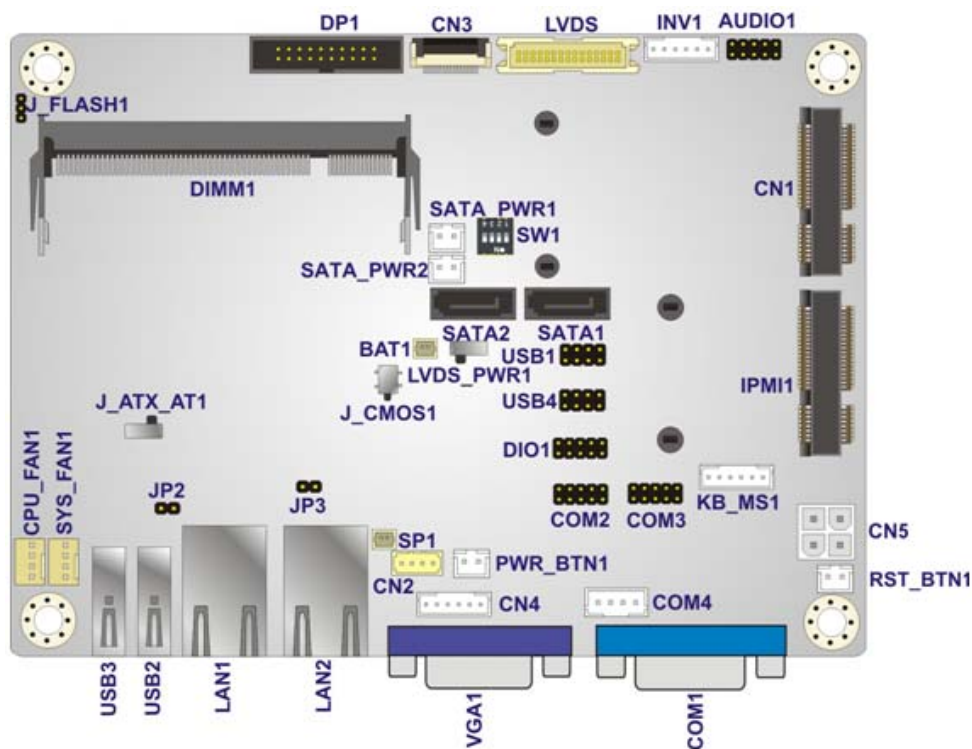 DP1
CN3
LVDS
INV1
AUDIO1
J_FLASH1
DIMM1
CN1
SATA_PWR1
SW1
SATA_PWR2
SATA2
SATA1
BAT1
USB1
LVDS_PWR1
IPMI1
J_ATX_AT1
J_CMOS1
USB4
DIO1
CPU_FAN1
SYS_FAN1
JP2
JP3
COM2
COM3
KB_MS1
CN5
SP1
CN2
PWR_BTN1
RST_BTN1
CN4
COM4
USB3
USB2
LAN1
LAN2
VGA1
COM1